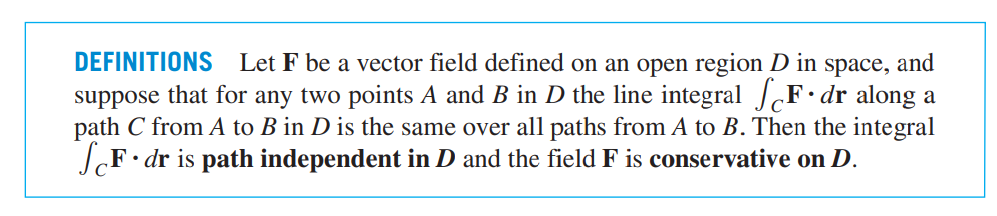 DEFINITIONS Let F be a vector field defined on an open region D in space, and
suppose that for any two points A and B in D the line integral ∫_C F · dr along a
path C from A to B in D is the same over all paths from A to B. Then the integral
∫_C F · dr is path independent in D and the field F is conservative on D.